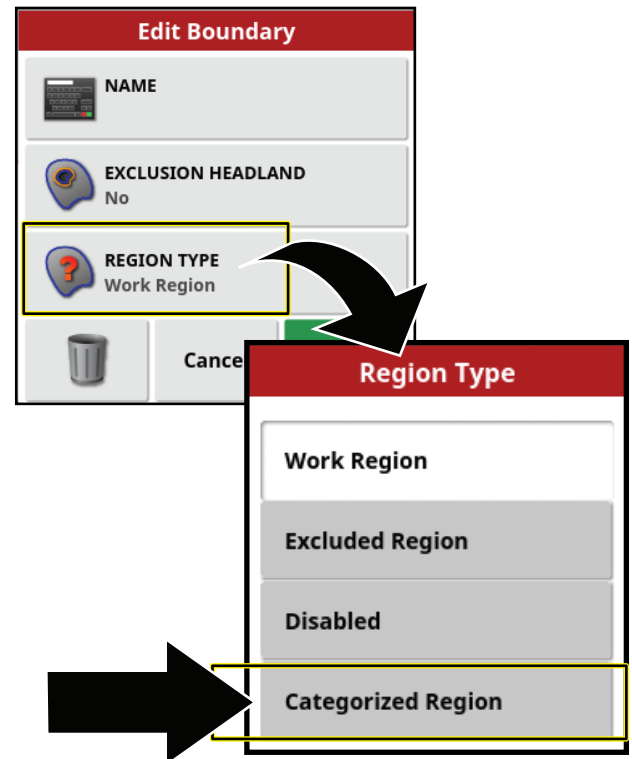 Edit Boundary
NAME
EXCLUSION HEADLAND
No
REGION TYPE
Work Region
Cance
Region Type
Work Region
Excluded Region
Disabled
Categorized Region